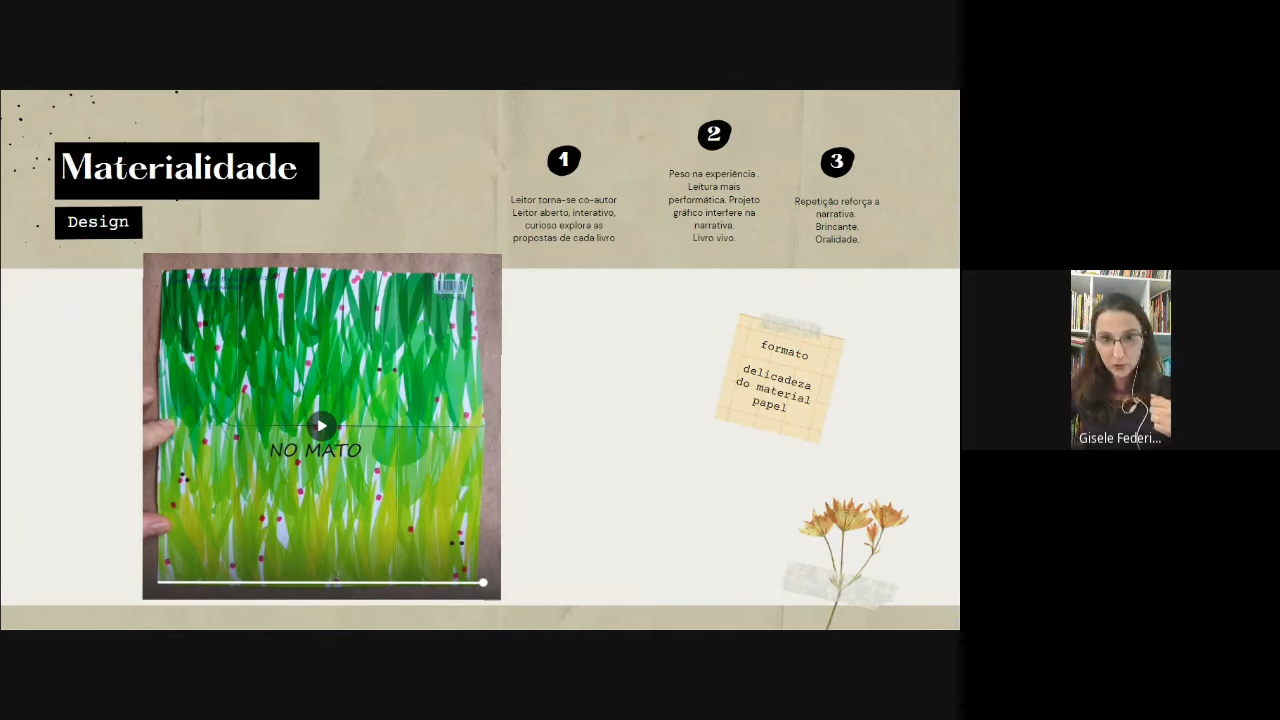 Materialidade
Design
1
Leitor torna-se co-autor
Leitor aberto, interativo,
curioso explora as
propostas de cada livro
2
Peso na experiência .
Leitura mais
performática. Projeto
gráfico interfere na
narrativa.
Livro vivo.
3
Repetição reforça a
narrativa.
Brincante.
Oralidade.
NO MATO
formato
delicadeza
do material
papel
Gisele Federi...